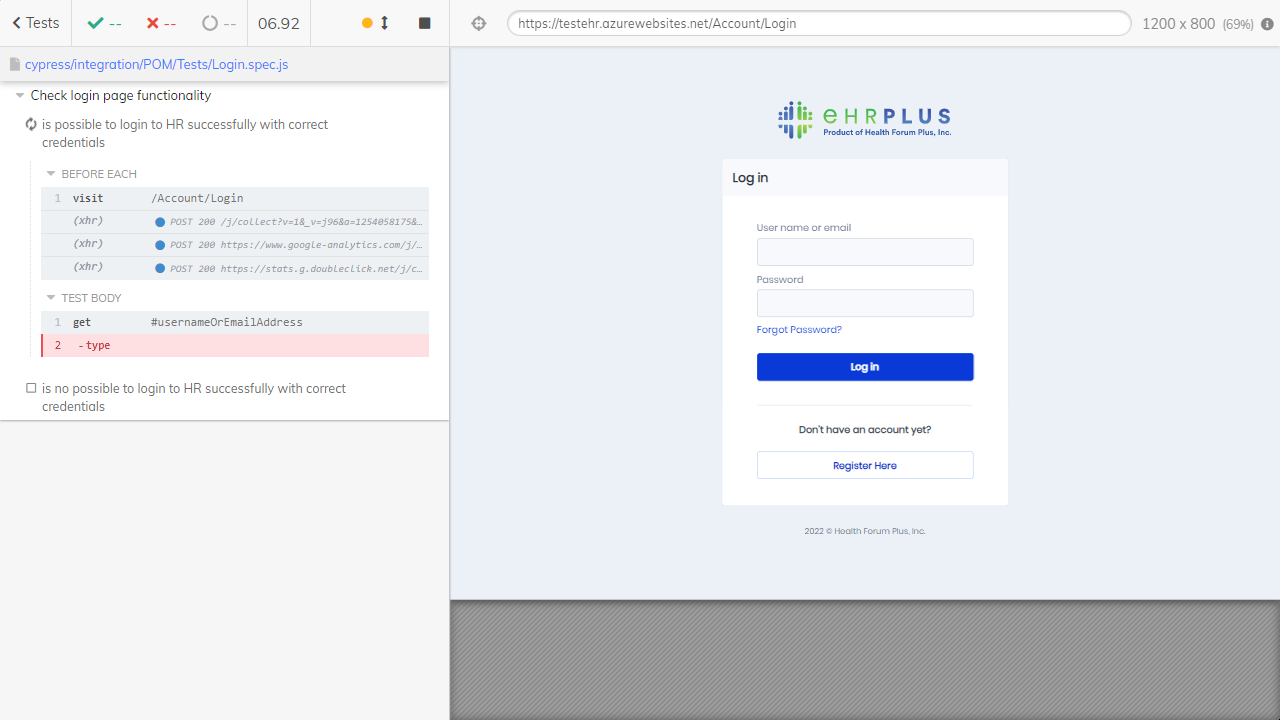 Tests
--
--
--
06.92
https://testehr.azurewebsites.net/Account/Login
1200 x 800 (69%)
cypress/integration/POM/Tests/Login.spec.js
Check login page functionality
is possible to login to HR successfully with correct
credentials
BEFORE EACH
1 visit /Account/Login
(xhr) POST 200 /j/collect?v=1&_v=j96&a=1254058175&…
(xhr) POST 200 https://www.google-analytics.com/j/…
(xhr) POST 200 https://stats.g.doubleclick.net/j/c…
TEST BODY
1 get #usernameOrEmailAddress
2 -type
is no possible to login to HR successfully with correct
credentials
eHRPLUS
Product of Health Forum Plus, Inc.
Log in
User name or email
Password
Forgot Password?
Log in
Don't have an account yet?
Register Here
2022 © Health Forum Plus, Inc.